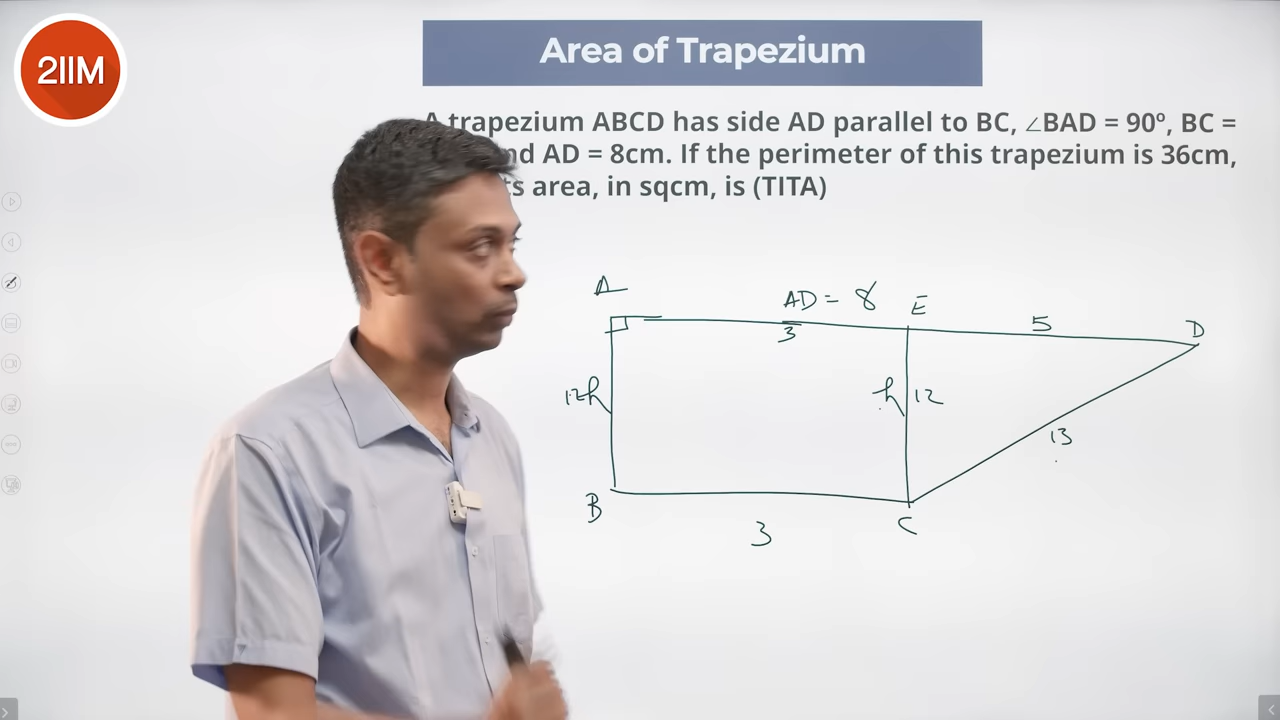 2IIM
Area of Trapezium
A trapezium ABCD has side AD parallel to BC, ∠BAD = 90º, BC =
nd AD = 8cm. If the perimeter of this trapezium is 36cm,
ts area, in sqcm, is (TITA)
A
AD = 8
E
3
5
D
12
h
h
12
13
B
C
3